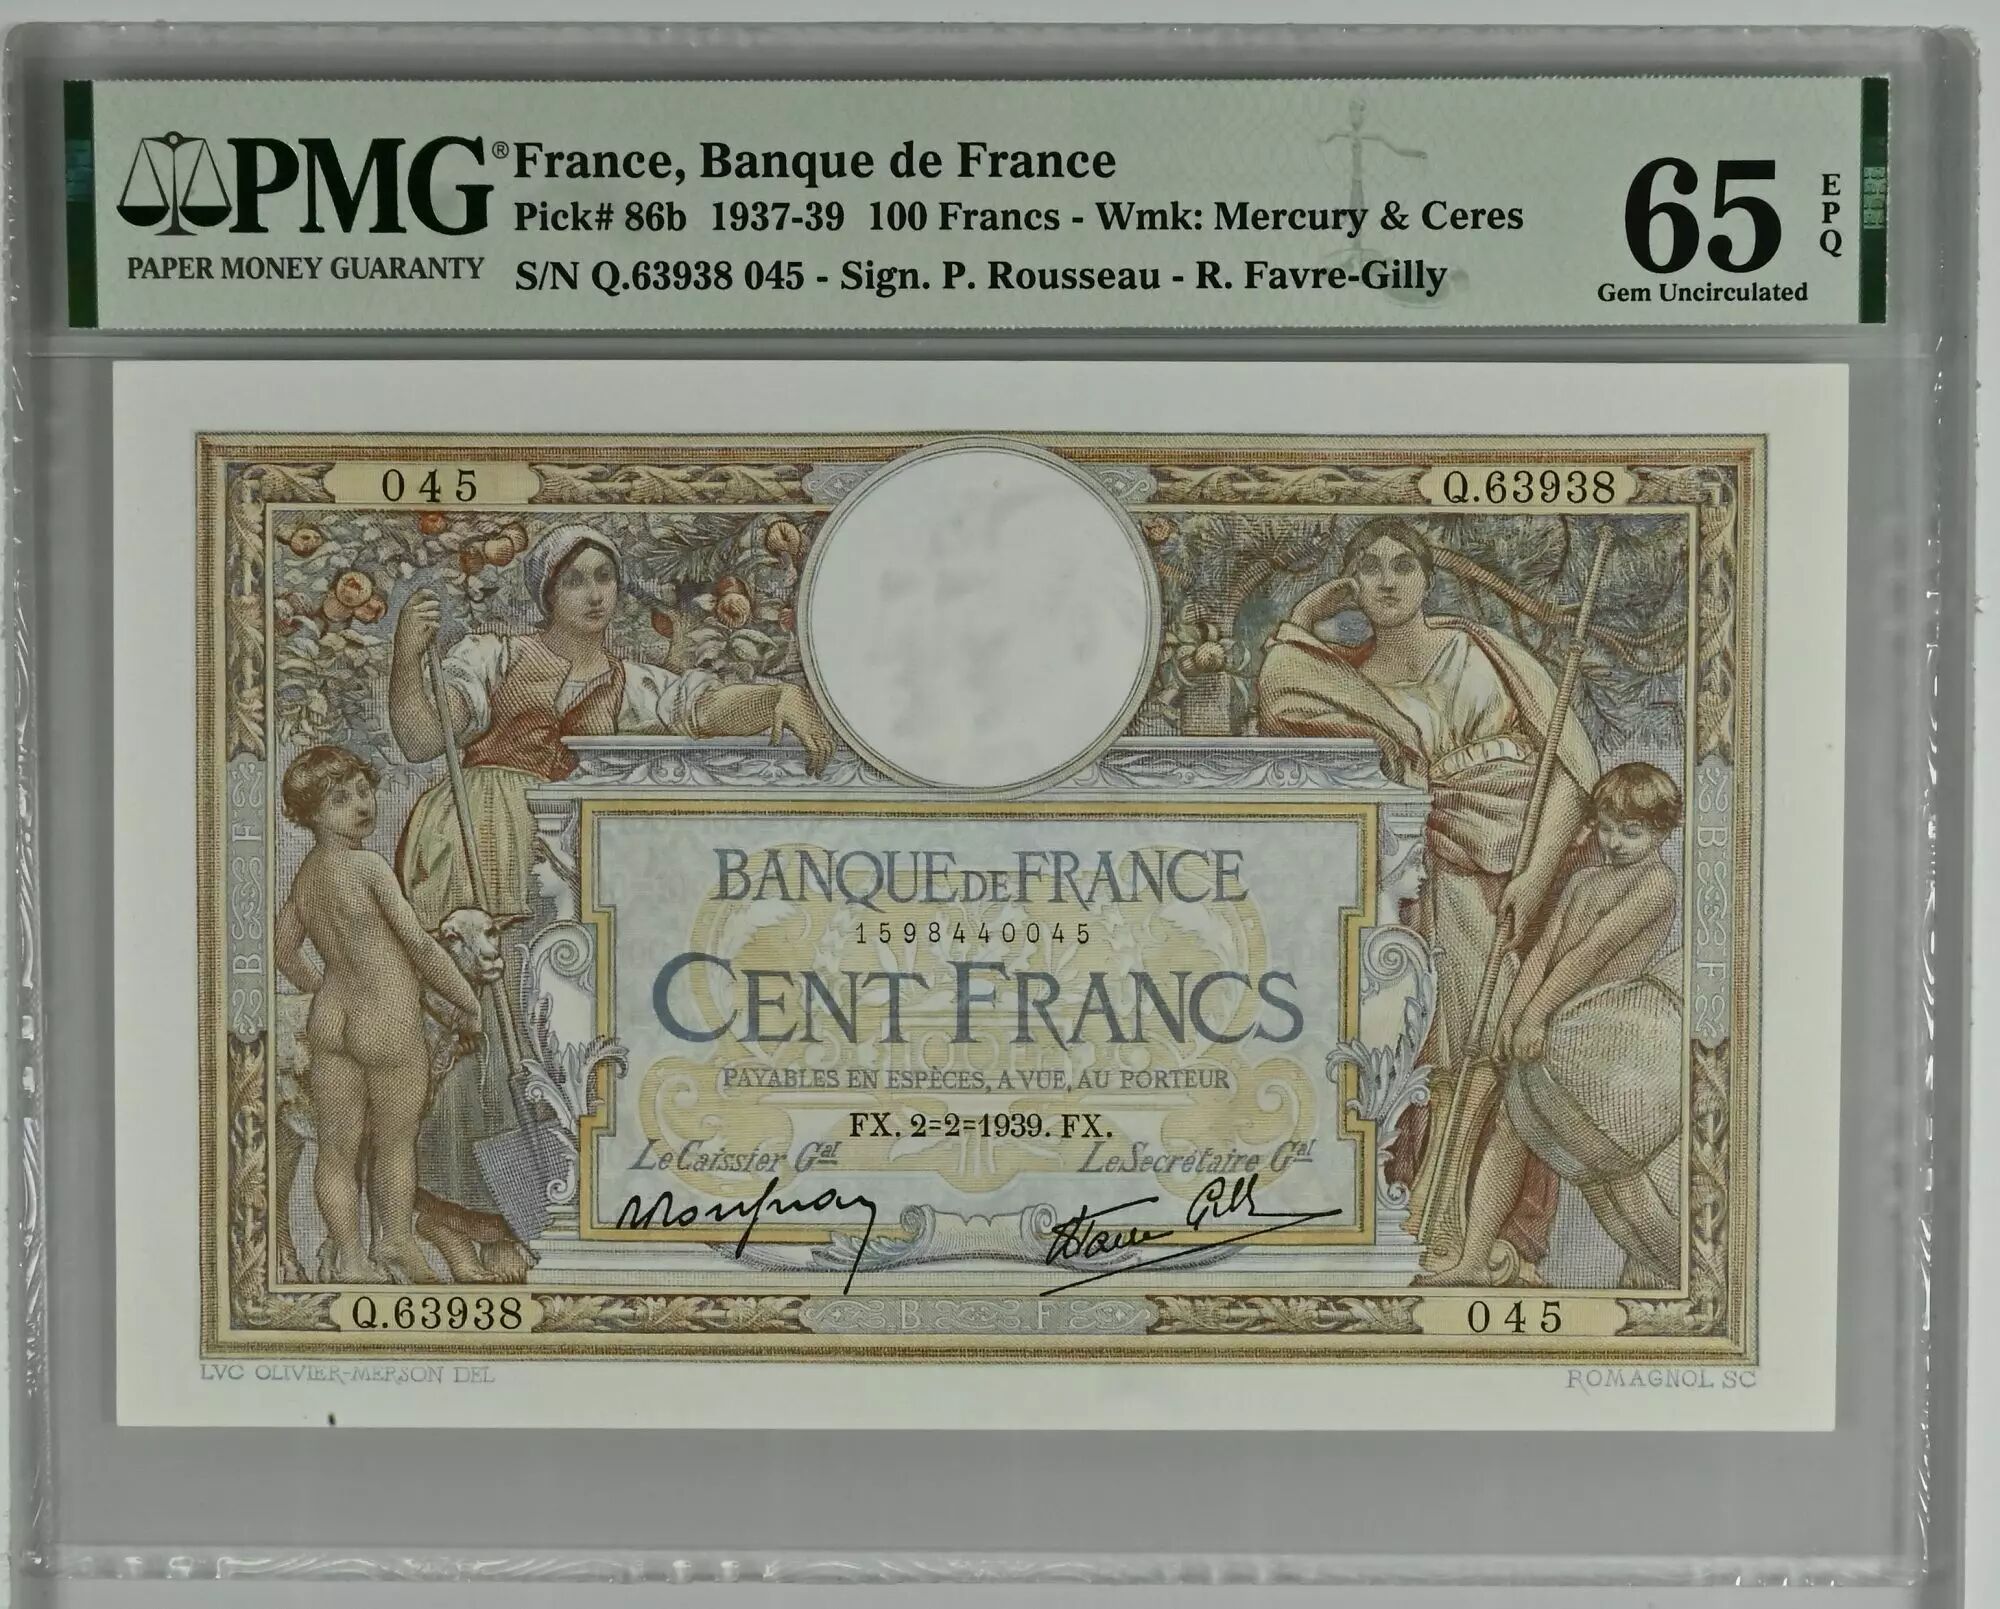 PMG® France, Banque de France
PAPER MONEY GUARANTY
Pick# 86b 1937-39 100 Francs - Wmk: Mercury & Ceres
S/N Q.63938 045 - Sign. P. Rousseau - R. Favre-Gilly
65 EPQ
Gem Uncirculated
045 Q.63938
B. F
B. F
BANQUE DE FRANCE
1598440045
CENT FRANCS
PAYABLES EN ESPÈCES, A VUE, AU PORTEUR
FX. 2=2=1939. FX.
Le Caissier Gal Le Secrétaire Gal
Q.63938 B F 045
LVC OLIVIER-MERSON DEL ROMAGNOL SC